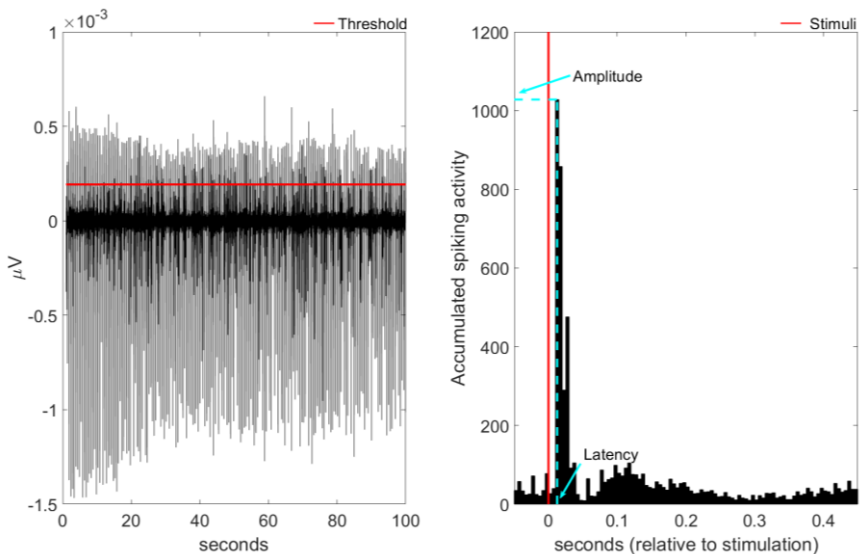 ×10⁻³
Threshold
1
0.5
0
-0.5
-1
-1.5
μV
0 20 40 60 80 100
seconds
Stimuli
1200
1000
800
600
400
200
0
Accumulated spiking activity
Amplitude
Latency
0 0.1 0.2 0.3 0.4
seconds (relative to stimulation)